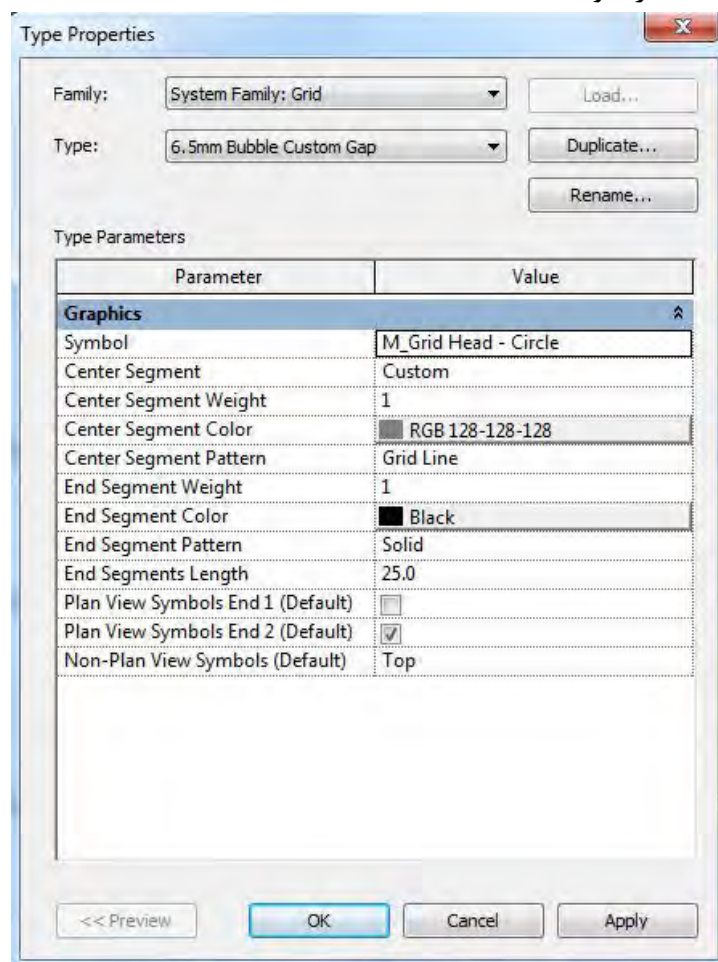 Type Properties
Family: System Family: Grid Load...
Type: 6.5mm Bubble Custom Gap Duplicate...
Rename...
Type Parameters
Parameter Value
Graphics
Symbol M_Grid Head - Circle
Center Segment Custom
Center Segment Weight 1
Center Segment Color RGB 128-128-128
Center Segment Pattern Grid Line
End Segment Weight 1
End Segment Color Black
End Segment Pattern Solid
End Segments Length 25.0
Plan View Symbols End 1 (Default)
Plan View Symbols End 2 (Default)
Non-Plan View Symbols (Default) Top
<< Preview OK Cancel Apply